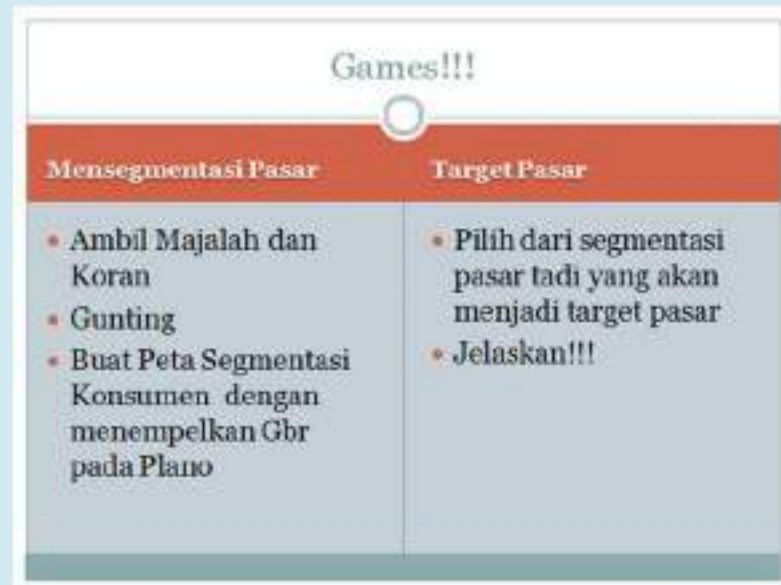 Games!!!
Mensegmentasi Pasar
• Ambil Majalah dan
Koran
• Gunting
• Buat Peta Segmentasi
Konsumen dengan
menempelkan Gbr
pada Plano
Target Pasar
• Pilih dari segmentasi
pasar tadi yang akan
menjadi target pasar
• Jelaskan!!!